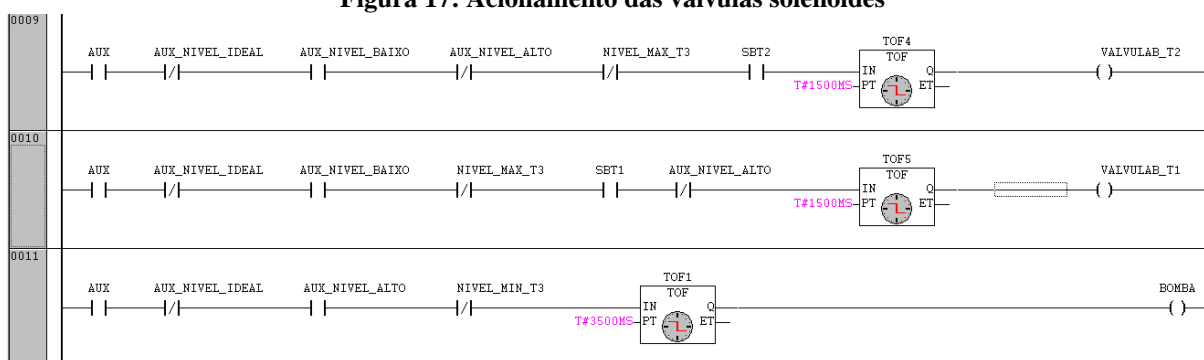 Figura 17: Acionamento das válvulas solenóides
0009
AUX AUX_NIVEL_IDEAL AUX_NIVEL_BAIXO AUX_NIVEL_ALTO NIVEL_MAX_T3 SBT2 TOF4 VALVULAB_T2
TOF
IN Q
T#1500MS PT ET
0010
AUX AUX_NIVEL_IDEAL AUX_NIVEL_BAIXO NIVEL_MAX_T3 SBT1 AUX_NIVEL_ALTO TOF5 VALVULAB_T1
TOF
IN Q
T#1500MS PT ET
0011
AUX AUX_NIVEL_IDEAL AUX_NIVEL_ALTO NIVEL_MIN_T3 TOF1 BOMBA
TOF
IN Q
T#3500MS PT ET